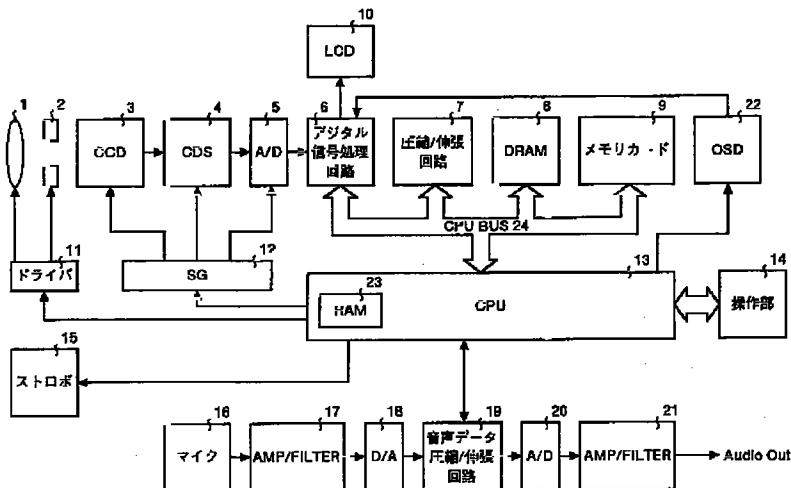 10
LCD
1
2
3
4
5
6
7
8
9
22
CCD
CDS
A/D
アジタル
信号処理
回路
圧縮/伸張
回路
DRAM
メモリカード
OSD
CPU BUS 24
11
ドライバ
12
SG
13
23
RAM
CPU
14
操作部
15
ストロボ
16
17
18
19
20
21
マイク
AMP/FILTER
D/A
音声データ
圧縮/伸張
回路
A/D
AMP/FILTER
Audio Out